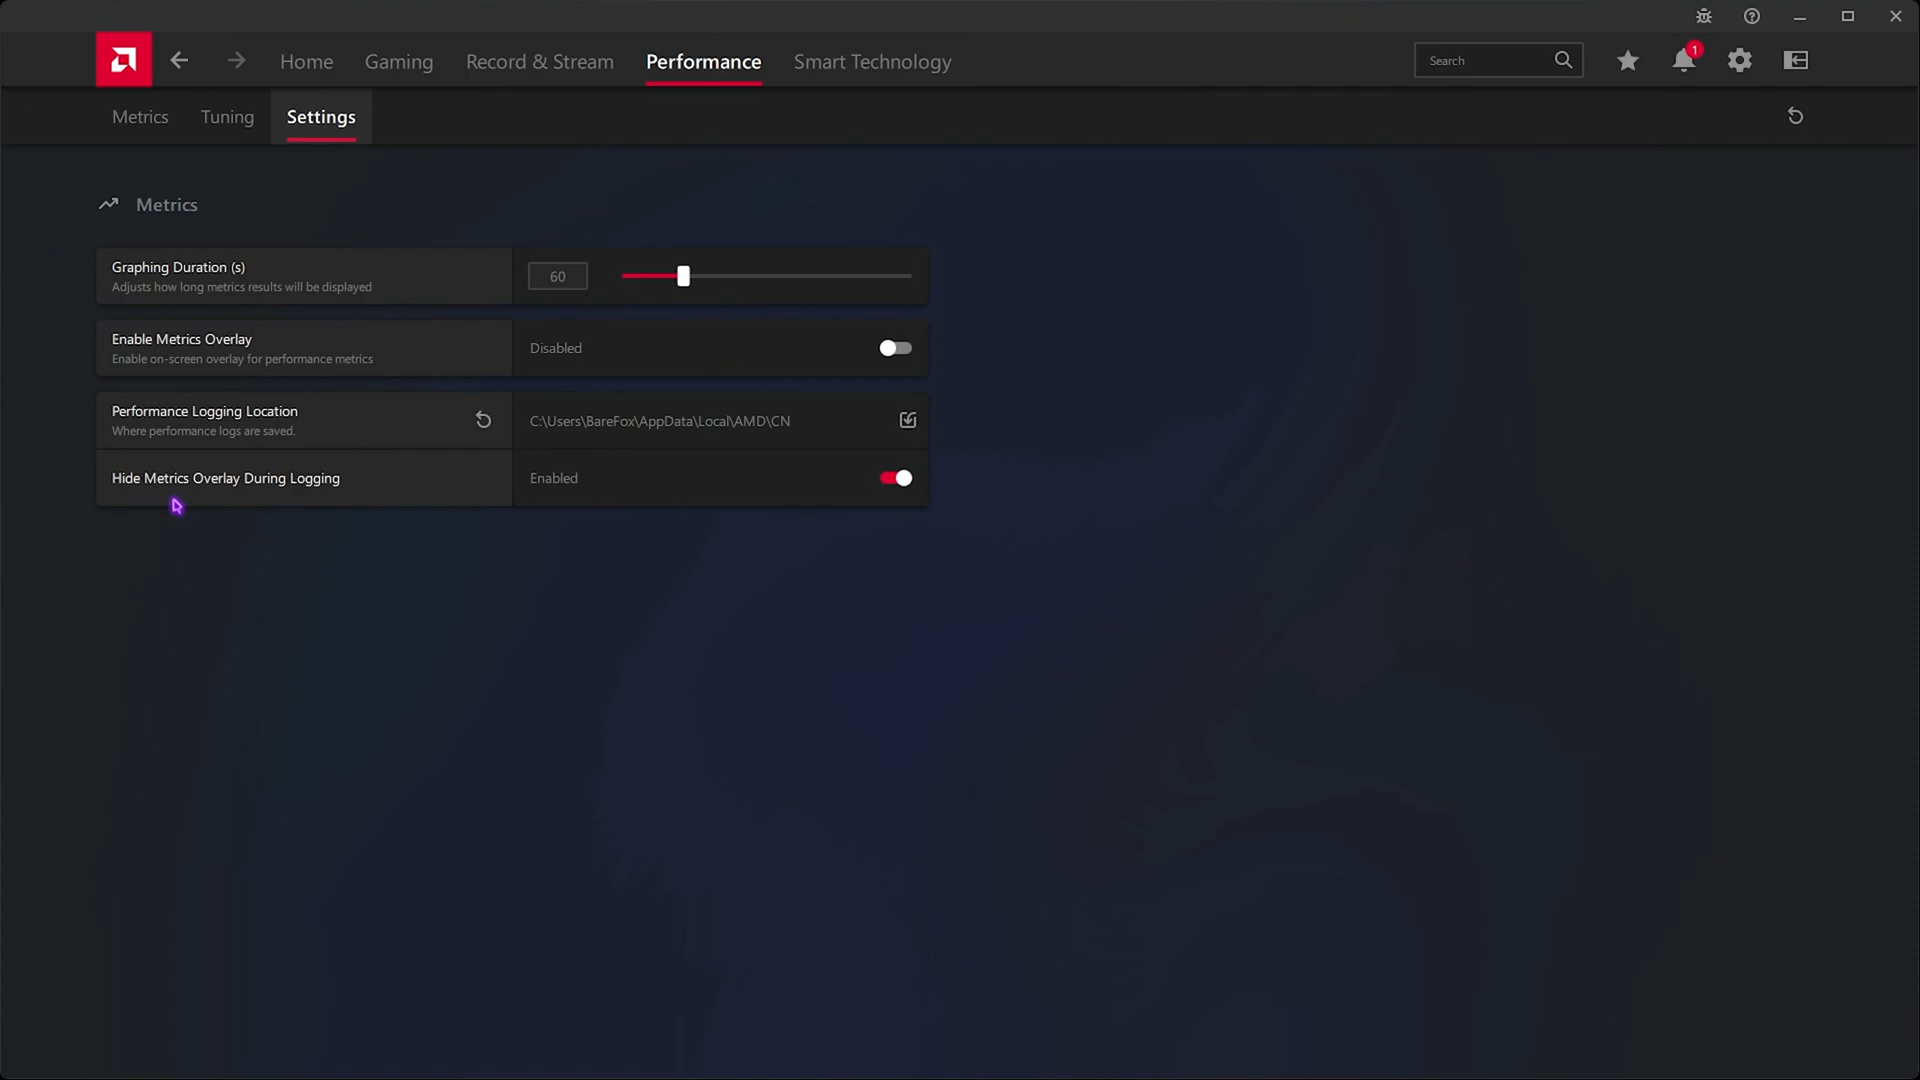 Home Gaming Record & Stream Performance Smart Technology Search 1
Metrics Tuning Settings
Metrics
Graphing Duration (s)
Adjusts how long metrics results will be displayed
60
Enable Metrics Overlay
Enable on-screen overlay for performance metrics
Disabled
Performance Logging Location
Where performance logs are saved.
C:\Users\BareFox\AppData\Local\AMD\CN
Hide Metrics Overlay During Logging
Enabled